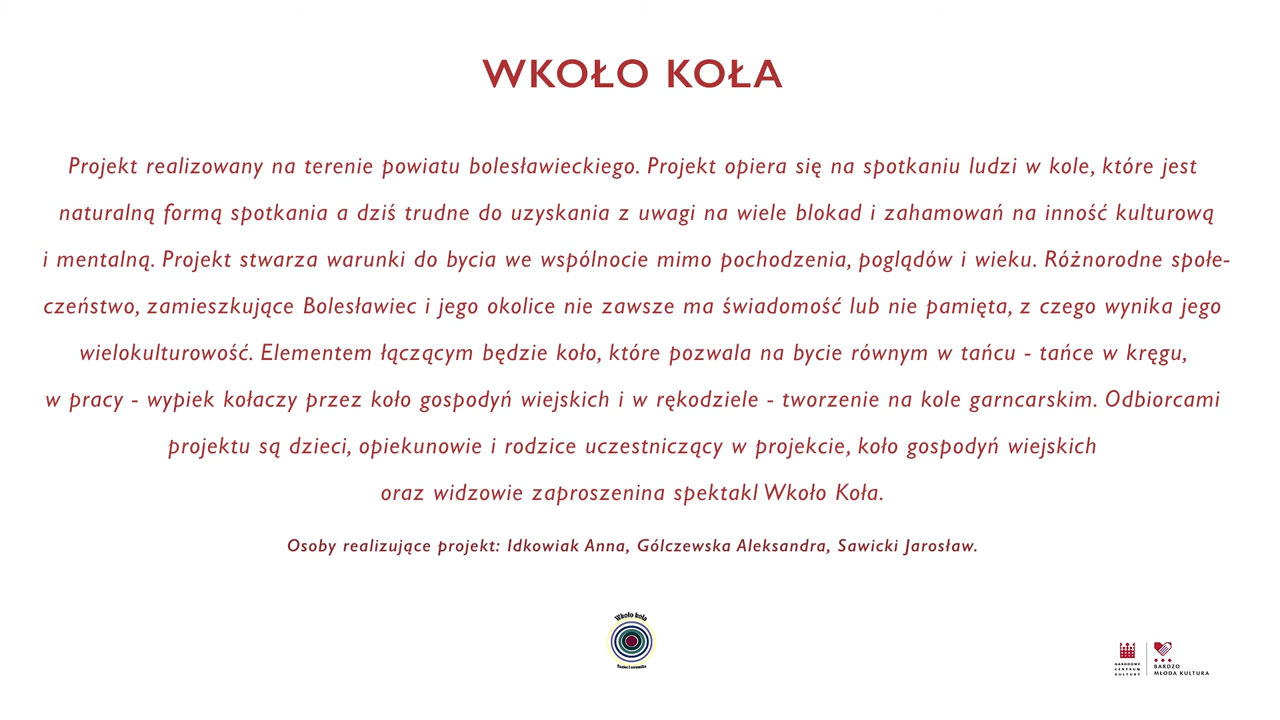 WKOŁO KOŁA
Projekt realizowany na terenie powiatu bolesławieckiego. Projekt opiera się na spotkaniu ludzi w kole, które jest
naturalną formą spotkania a dziś trudne do uzyskania z uwagi na wiele blokad i zahamowań na inność kulturową
i mentalną. Projekt stwarza warunki do bycia we wspólnocie mimo pochodzenia, poglądów i wieku. Różnorodne społe-
czeństwo, zamieszkujące Bolesławiec i jego okolice nie zawsze ma świadomość lub nie pamięta, z czego wynika jego
wielokulturowość. Elementem łączącym będzie koło, które pozwala na bycie równym w tańcu - tańce w kręgu,
w pracy - wypiek kołaczy przez koło gospodyń wiejskich i w rękodziele - tworzenie na kole garncarskim. Odbiorcami
projektu są dzieci, opiekunowie i rodzice uczestniczący w projekcie, koło gospodyń wiejskich
oraz widzowie zaproszenina spektakl Wkoło Koła.
Osoby realizujące projekt: Idkowiak Anna, Gólczewska Aleksandra, Sawicki Jarosław.
Wkoło koła
NARODOWE
CENTRUM
KULTURY
BARDZO
MŁODA KULTURA